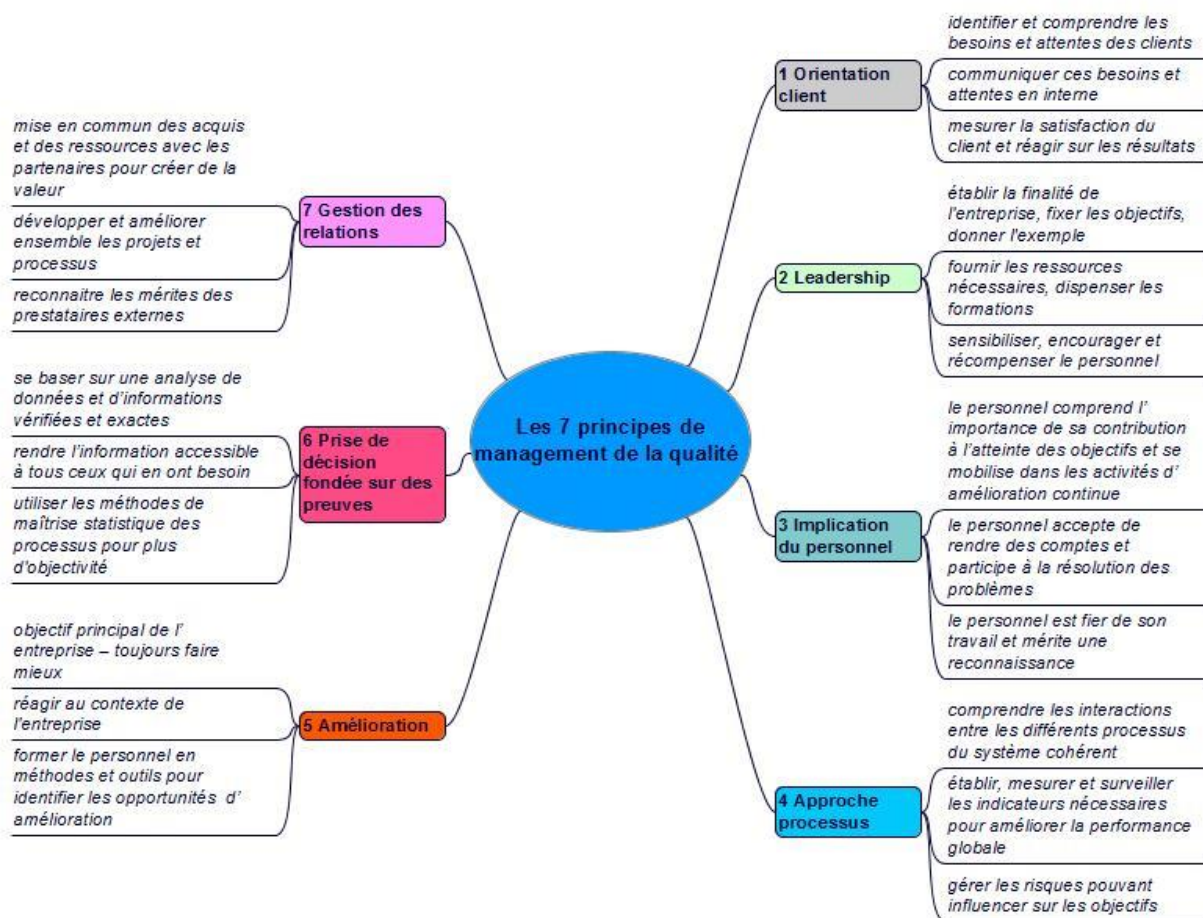 Les 7 principes de
management de la qualité
1 Orientation
client
identifier et comprendre les
besoins et attentes des clients
communiquer ces besoins et
attentes en interne
mesurer la satisfaction du
client et réagir sur les résultats
2 Leadership
établir la finalité de
l'entreprise, fixer les objectifs,
donner l'exemple
fournir les ressources
nécessaires, dispenser les
formations
sensibiliser, encourager et
récompenser le personnel
3 Implication
du personnel
le personnel comprend l’
importance de sa contribution
à l’atteinte des objectifs et se
mobilise dans les activités d’
amélioration continue
le personnel accepte de
rendre des comptes et
participe à la résolution des
problèmes
le personnel est fier de son
travail et mérite une
reconnaissance
4 Approche
processus
comprendre les interactions
entre les différents processus
du système cohérent
établir, mesurer et surveiller
les indicateurs nécessaires
pour améliorer la performance
globale
gérer les risques pouvant
influencer sur les objectifs
5 Amélioration
objectif principal de l’
entreprise – toujours faire
mieux
réagir au contexte de
l'entreprise
former le personnel en
méthodes et outils pour
identifier les opportunités d’
amélioration
6 Prise de
décision
fondée sur des
preuves
se baser sur une analyse de
données et d’informations
vérifiées et exactes
rendre l’information accessible
à tous ceux qui en ont besoin
utiliser les méthodes de
maîtrise statistique des
processus pour plus
d'objectivité
7 Gestion des
relations
mise en commun des acquis
et des ressources avec les
partenaires pour créer de la
valeur
développer et améliorer
ensemble les projets et
processus
reconnaitre les mérites des
prestataires externes